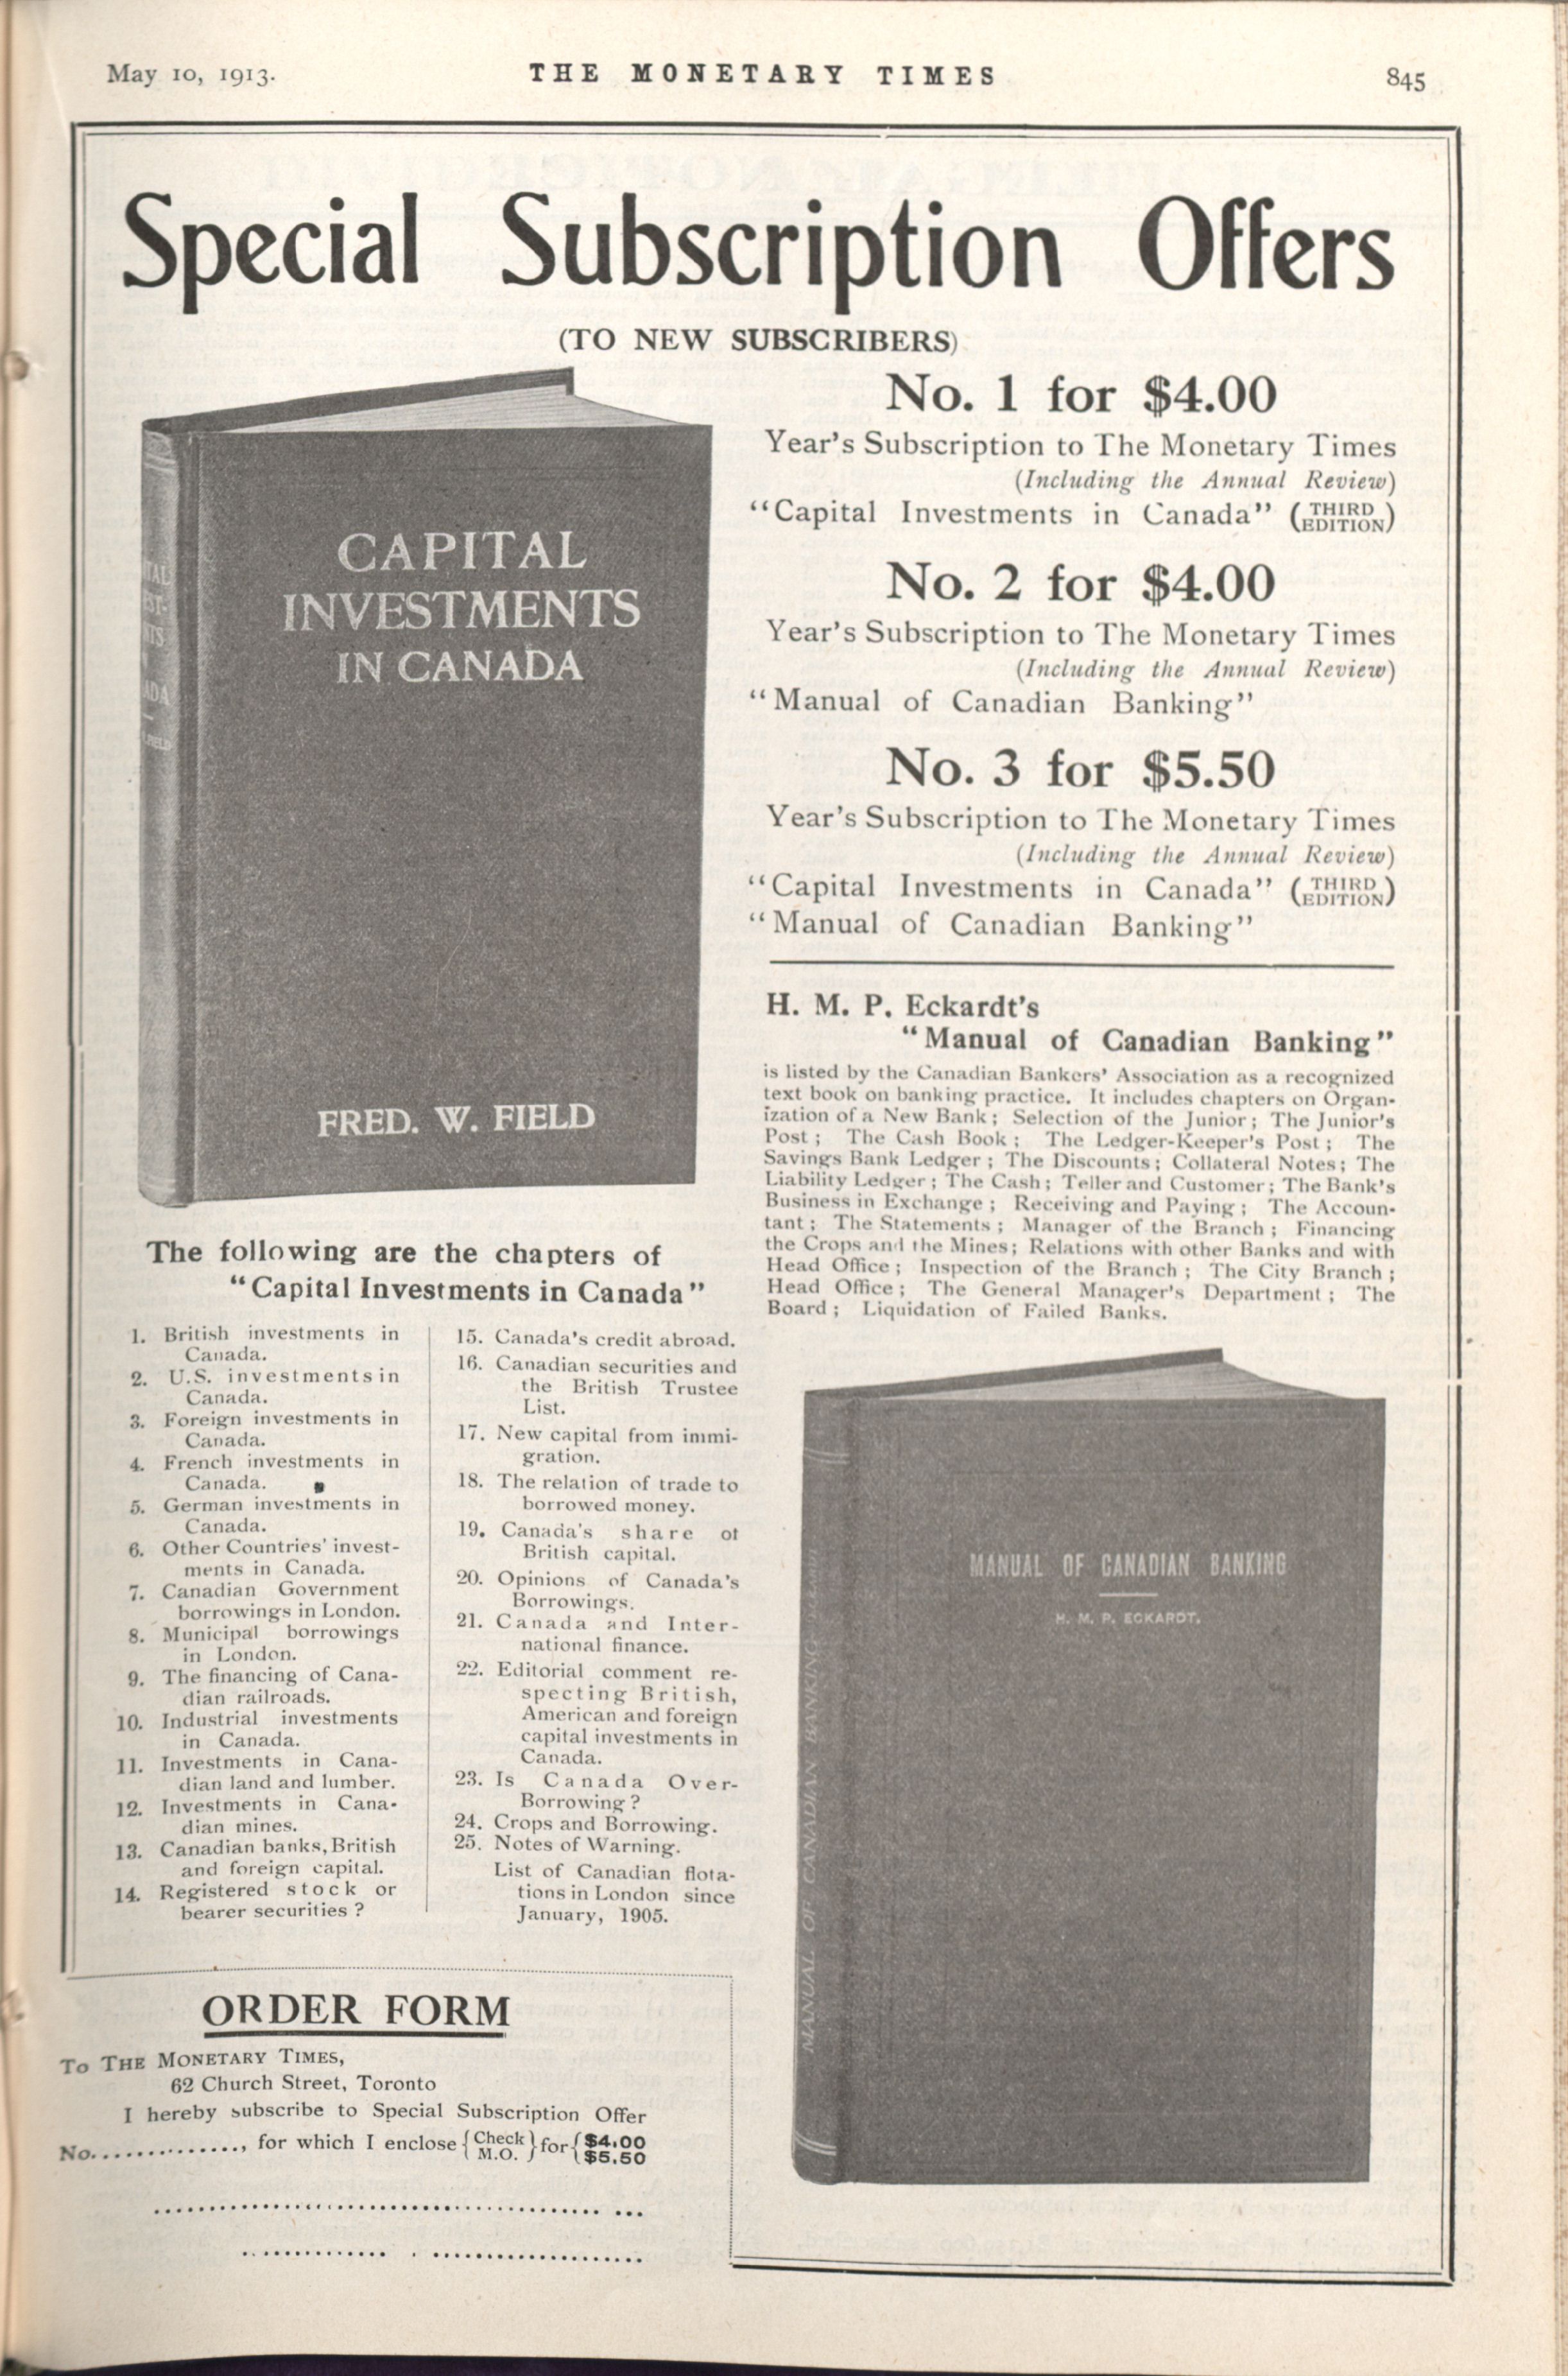 May 10, 1913.
THE MONETARY TIMES
845
Special Subscription Offers
(TO NEW SUBSCRIBERS)
CAPITAL
INVESTMENTS
IN CANADA
FRED. W. FIELD
No. 1 for $4.00
Year's Subscription to The Monetary Times
(Including the Annual Review)
“Capital Investments in Canada” (THIRD EDITION)
No. 2 for $4.00
Year's Subscription to The Monetary Times
(Including the Annual Review)
“Manual of Canadian Banking”
No. 3 for $5.50
Year's Subscription to The Monetary Times
(Including the Annual Review)
“Capital Investments in Canada” (THIRD EDITION)
“Manual of Canadian Banking”
H. M. P. Eckardt's
“Manual of Canadian Banking”
is listed by the Canadian Bankers' Association as a recognized
text book on banking practice. It includes chapters on Organ-
ization of a New Bank; Selection of the Junior; The Junior's
Post; The Cash Book; The Ledger-Keeper's Post; The
Savings Bank Ledger; The Discounts; Collateral Notes; The
Liability Ledger; The Cash; Teller and Customer; The Bank's
Business in Exchange; Receiving and Paying; The Accoun-
tant; The Statements; Manager of the Branch; Financing
the Crops and the Mines; Relations with other Banks and with
Head Office; Inspection of the Branch; The City Branch;
Head Office; The General Manager's Department; The
Board; Liquidation of Failed Banks.
The following are the chapters of
“Capital Investments in Canada”
1. British investments in
Canada.
2. U.S. investments in
Canada.
3. Foreign investments in
Canada.
4. French investments in
Canada.
5. German investments in
Canada.
6. Other Countries' invest-
ments in Canada.
7. Canadian Government
borrowings in London.
8. Municipal borrowings
in London.
9. The financing of Cana-
dian railroads.
10. Industrial investments
in Canada.
11. Investments in Cana-
dian land and lumber.
12. Investments in Cana-
dian mines.
13. Canadian banks, British
and foreign capital.
14. Registered stock or
bearer securities ?
15. Canada's credit abroad.
16. Canadian securities and
the British Trustee
List.
17. New capital from immi-
gration.
18. The relation of trade to
borrowed money.
19. Canada's share of
British capital.
20. Opinions of Canada's
Borrowings.
21. Canada and Inter-
national finance.
22. Editorial comment re-
specting British,
American and foreign
capital investments in
Canada.
23. Is Canada Over-
Borrowing ?
24. Crops and Borrowing.
25. Notes of Warning.
List of Canadian flota-
tions in London since
January, 1905.
MANUAL OF CANADIAN BANKING
H. M. P. ECKARDT.
MANUAL OF CANADIAN BANKING
ORDER FORM
To THE MONETARY TIMES,
62 Church Street, Toronto
I hereby subscribe to Special Subscription Offer
No.............., for which I enclose { Check M.O. } for { $4.00 $5.50